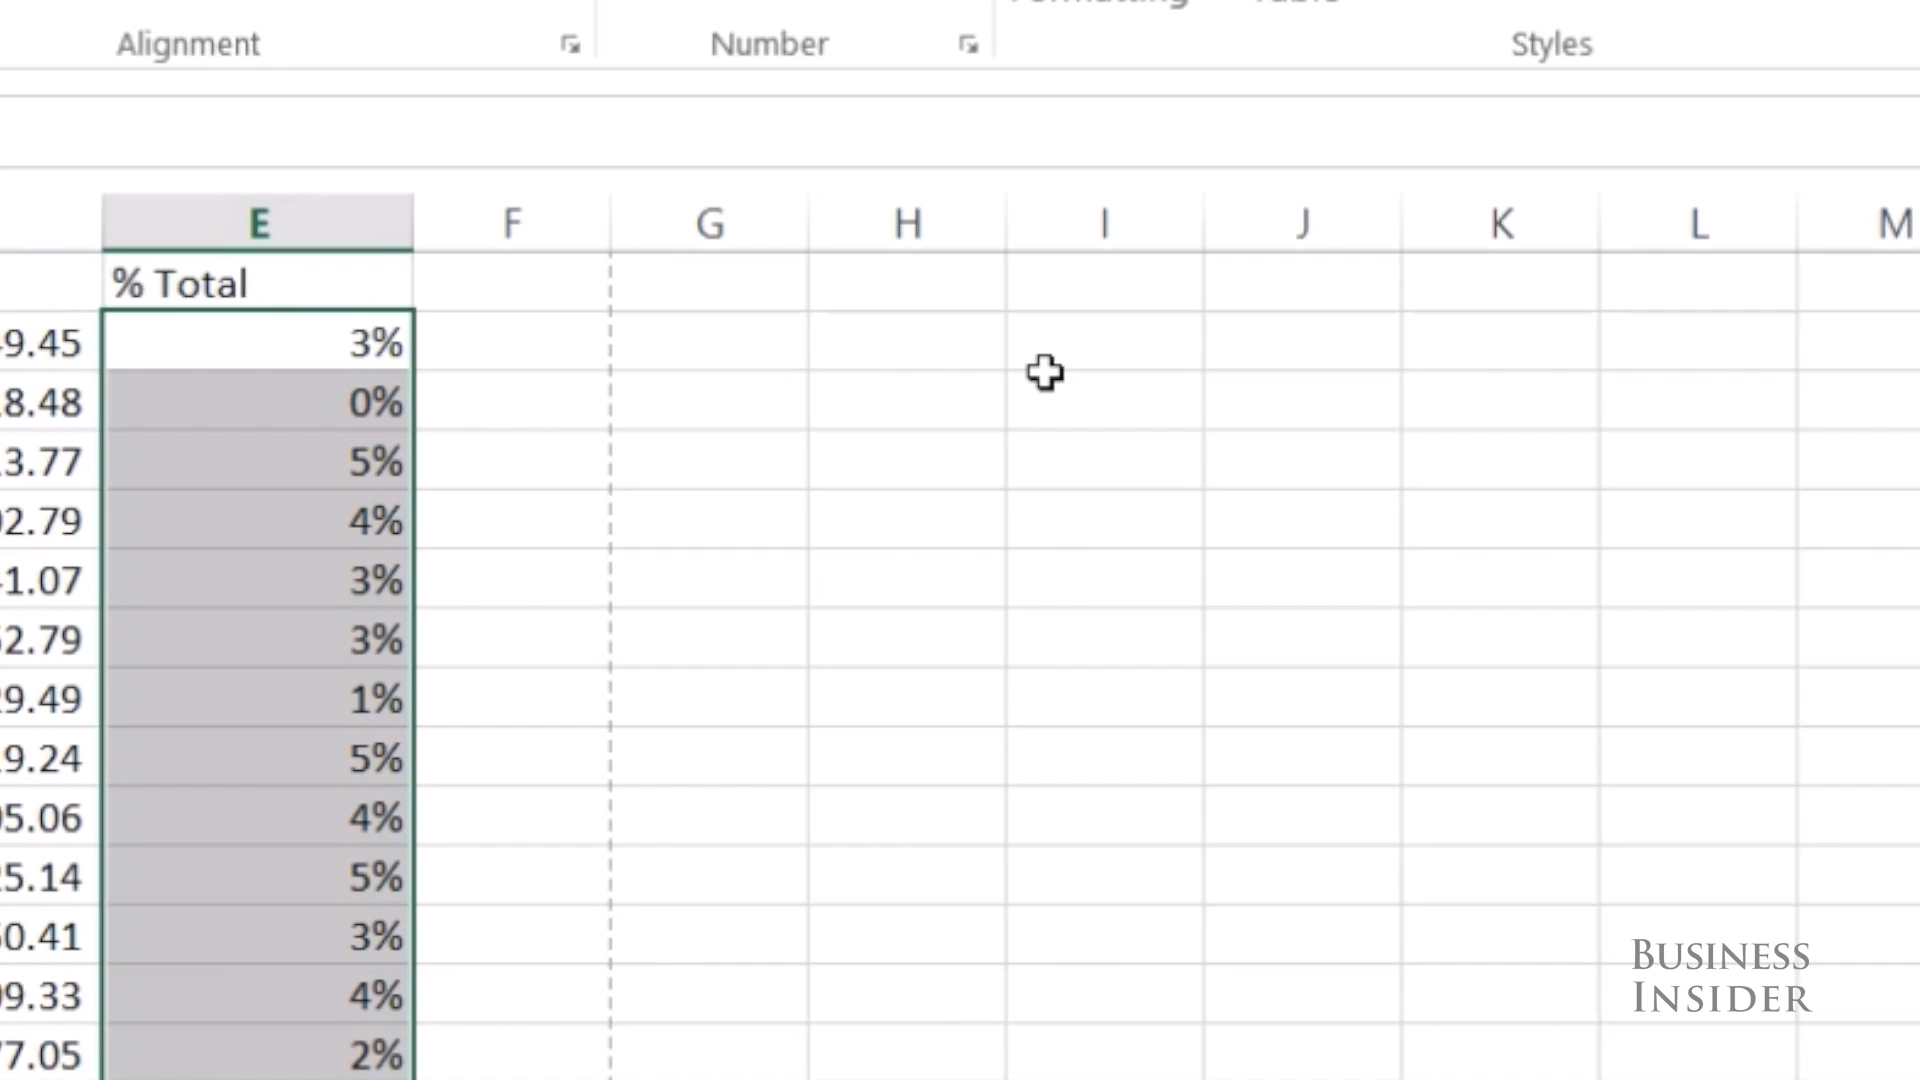 Alignment Number Styles
E F G H I J K L M
% Total
9.45 3%
8.48 0%
3.77 5%
2.79 4%
1.07 3%
2.79 3%
9.49 1%
9.24 5%
5.06 4%
5.14 5%
0.41 3%
9.33 4%
7.05 2%
BUSINESS
INSIDER